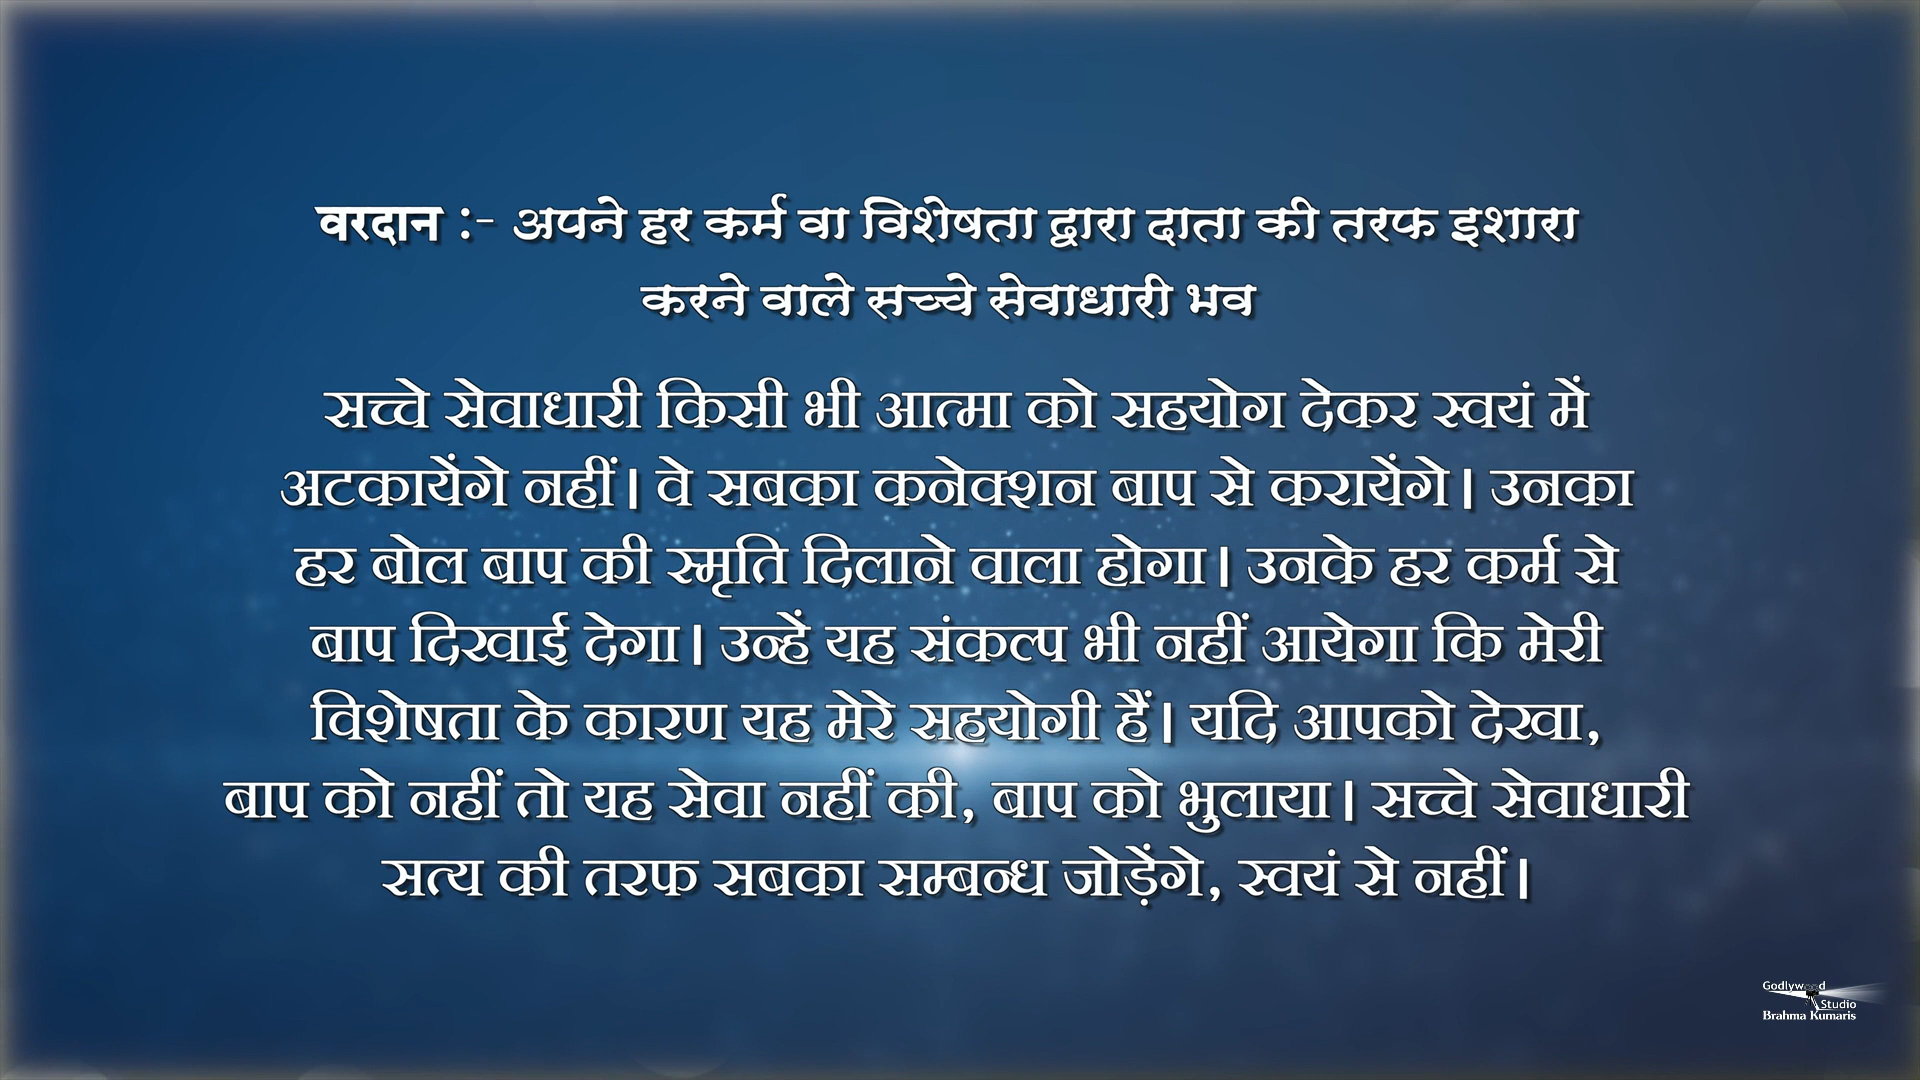 वरदान :- अपने हर कर्म वा विशेषता द्वारा दाता की तरफ इशारा
करने वाले सच्चे सेवाधारी भव
सच्चे सेवाधारी किसी भी आत्मा को सहयोग देकर स्वयं में
अटकायेंगे नहीं। वे सबका कनेक्शन बाप से करायेंगे। उनका
हर बोल बाप की स्मृति दिलाने वाला होगा। उनके हर कर्म से
बाप दिखाई देगा। उन्हें यह संकल्प भी नहीं आयेगा कि मेरी
विशेषता के कारण यह मेरे सहयोगी हैं। यदि आपको देखा,
बाप को नहीं तो यह सेवा नहीं की, बाप को भुलाया। सच्चे सेवाधारी
सत्य की तरफ सबका सम्बन्ध जोड़ेंगे, स्वयं से नहीं।
Godlywood
Studio
Brahma Kumaris